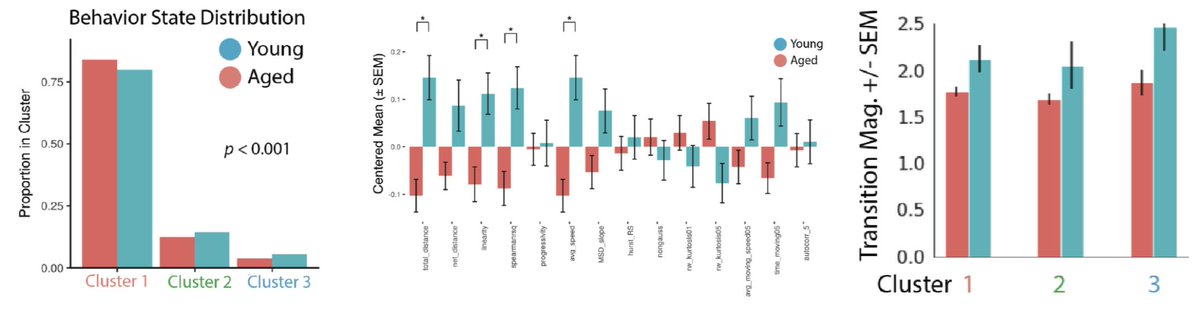 Behavior State Distribution
Proportion in Cluster
0.75
0.50
0.25
0.00
Young
Aged
p < 0.001
Cluster 1
Cluster 2
Cluster 3
Centered Mean (± SEM)
0.2
0.1
0.0
-0.1
*
*
*
*
Young
Aged
total_distance
net_distance
linearity
spearmanrsq
progressivity
avg_speed
MSD_slope
hurst_RS
nongauss
rw_kurtosis01
rw_kurtosis05
avg_moving_speed05
time_moving05
autocorr_5
Transition Mag. +/- SEM
2.5
2.0
1.5
1.0
0.5
0.0
Cluster 1 2 3